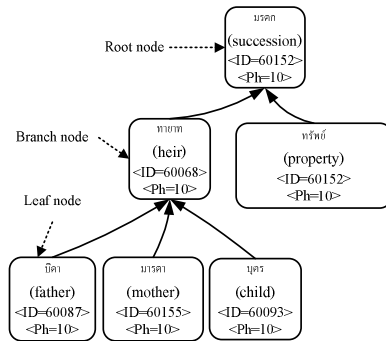 มรดก
(succession)
<ID=60152>
<Ph=10>
Root node
ทายาท
(heir)
<ID=60068>
<Ph=10>
Branch node
ทรัพย์
(property)
<ID=60152>
<Ph=10>
Leaf node
บิดา
(father)
<ID=60087>
<Ph=10>
มารดา
(mother)
<ID=60155>
<Ph=10>
บุตร
(child)
<ID=60093>
<Ph=10>